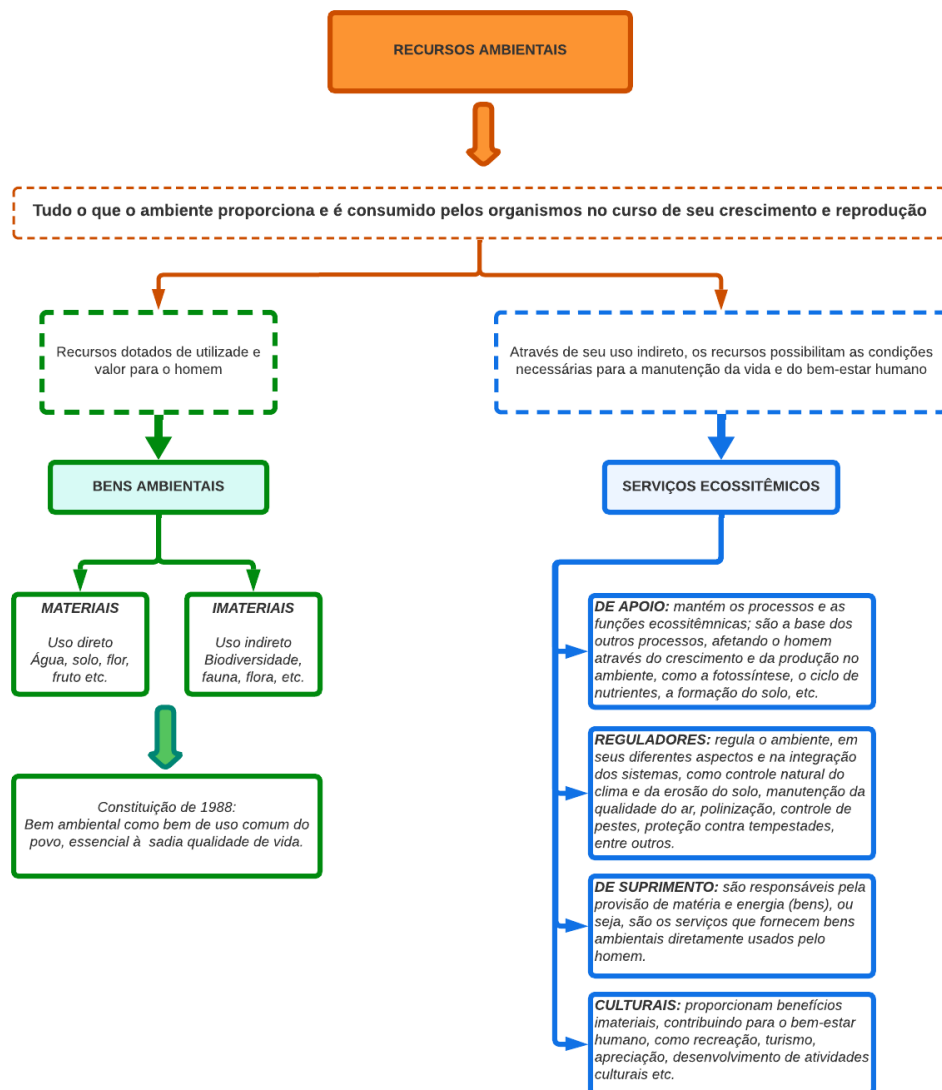 RECURSOS AMBIENTAIS
Tudo o que o ambiente proporciona e é consumido pelos organismos no curso de seu crescimento e reprodução
Recursos dotados de utilizade e
valor para o homem
Através de seu uso indireto, os recursos possibilitam as condições
necessárias para a manutenção da vida e do bem-estar humano
BENS AMBIENTAIS
SERVIÇOS ECOSSITÊMICOS
MATERIAIS
Uso direto
Água, solo, flor,
fruto etc.
IMATERIAIS
Uso indireto
Biodiversidade,
fauna, flora, etc.
Constituição de 1988:
Bem ambiental como bem de uso comum do
povo, essencial à sadia qualidade de vida.
DE APOIO: mantém os processos e as
funções ecossitêmnicas; são a base dos
outros processos, afetando o homem
através do crescimento e da produção no
ambiente, como a fotossíntese, o ciclo de
nutrientes, a formação do solo, etc.
REGULADORES: regula o ambiente, em
seus diferentes aspectos e na integração
dos sistemas, como controle natural do
clima e da erosão do solo, manutenção da
qualidade do ar, polinização, controle de
pestes, proteção contra tempestades,
entre outros.
DE SUPRIMENTO: são responsáveis pela
provisão de matéria e energia (bens), ou
seja, são os serviços que fornecem bens
ambientais diretamente usados pelo
homem.
CULTURAIS: proporcionam benefícios
imateriais, contribuindo para o bem-estar
humano, como recreação, turismo,
apreciação, desenvolvimento de atividades
culturais etc.